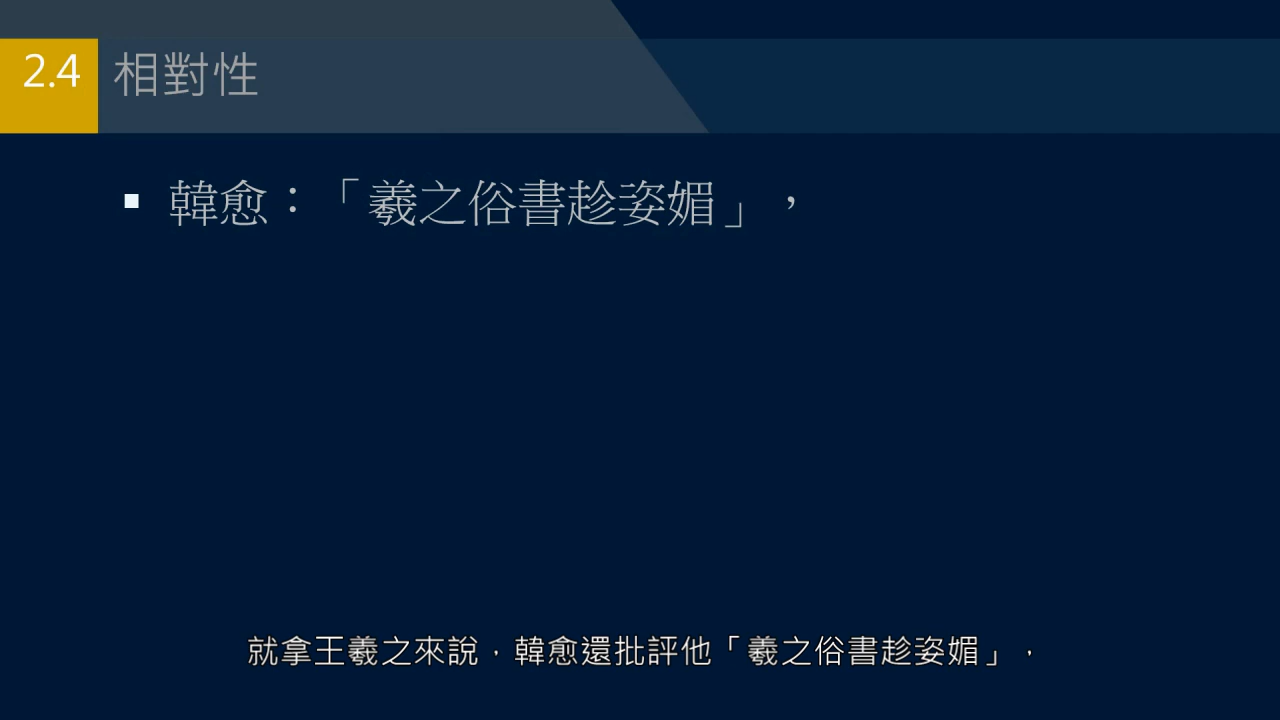 2.4 相對性
▪ 韓愈：「羲之俗書趁姿媚」，
就拿王羲之來說，韓愈還批評他「羲之俗書趁姿媚」，